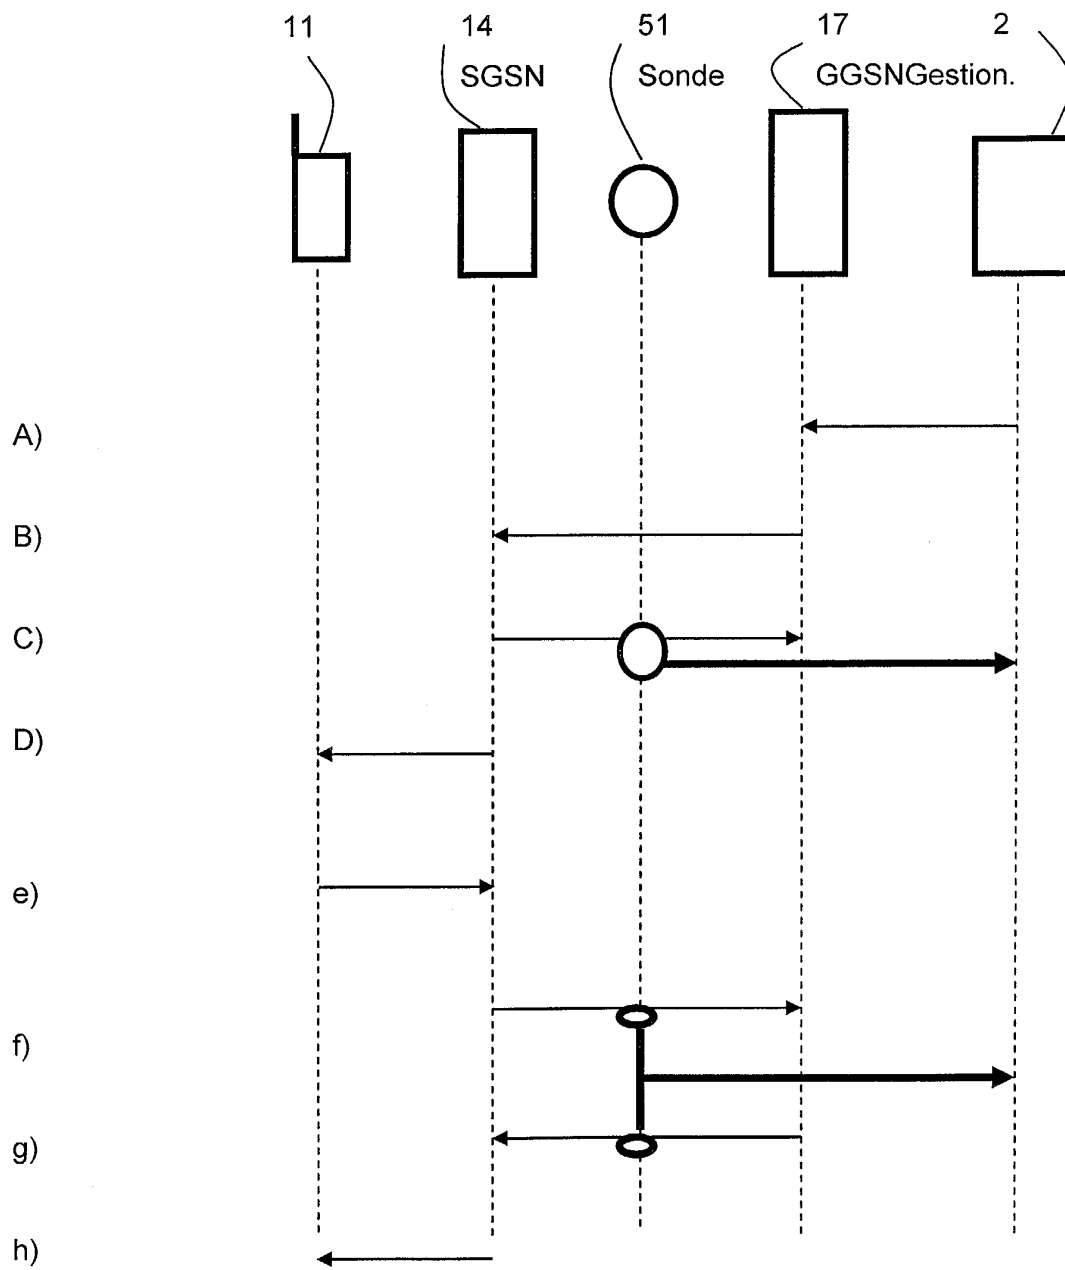 11 14 51 17 2
SGSN Sonde GGSNGestion.
A)
B)
C)
D)
e)
f)
g)
h)